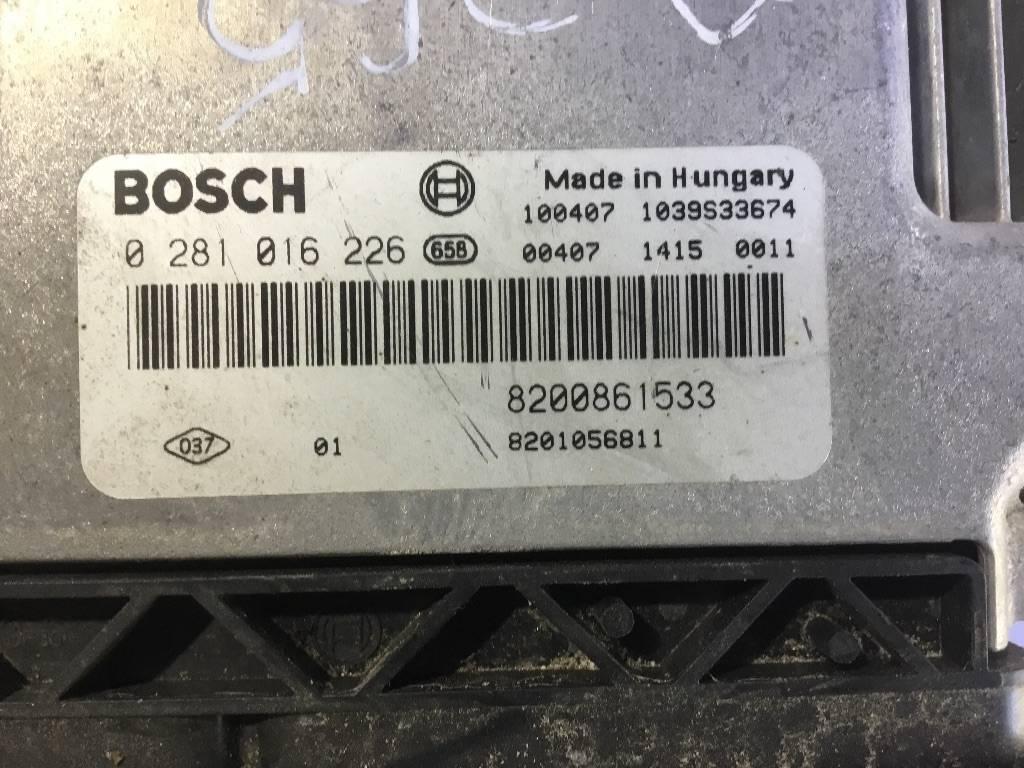 BOSCH
Made in Hungary
100407 1039S33674
0 281 016 226 658 00407 1415 0011
8200861533
037 01 8201056811